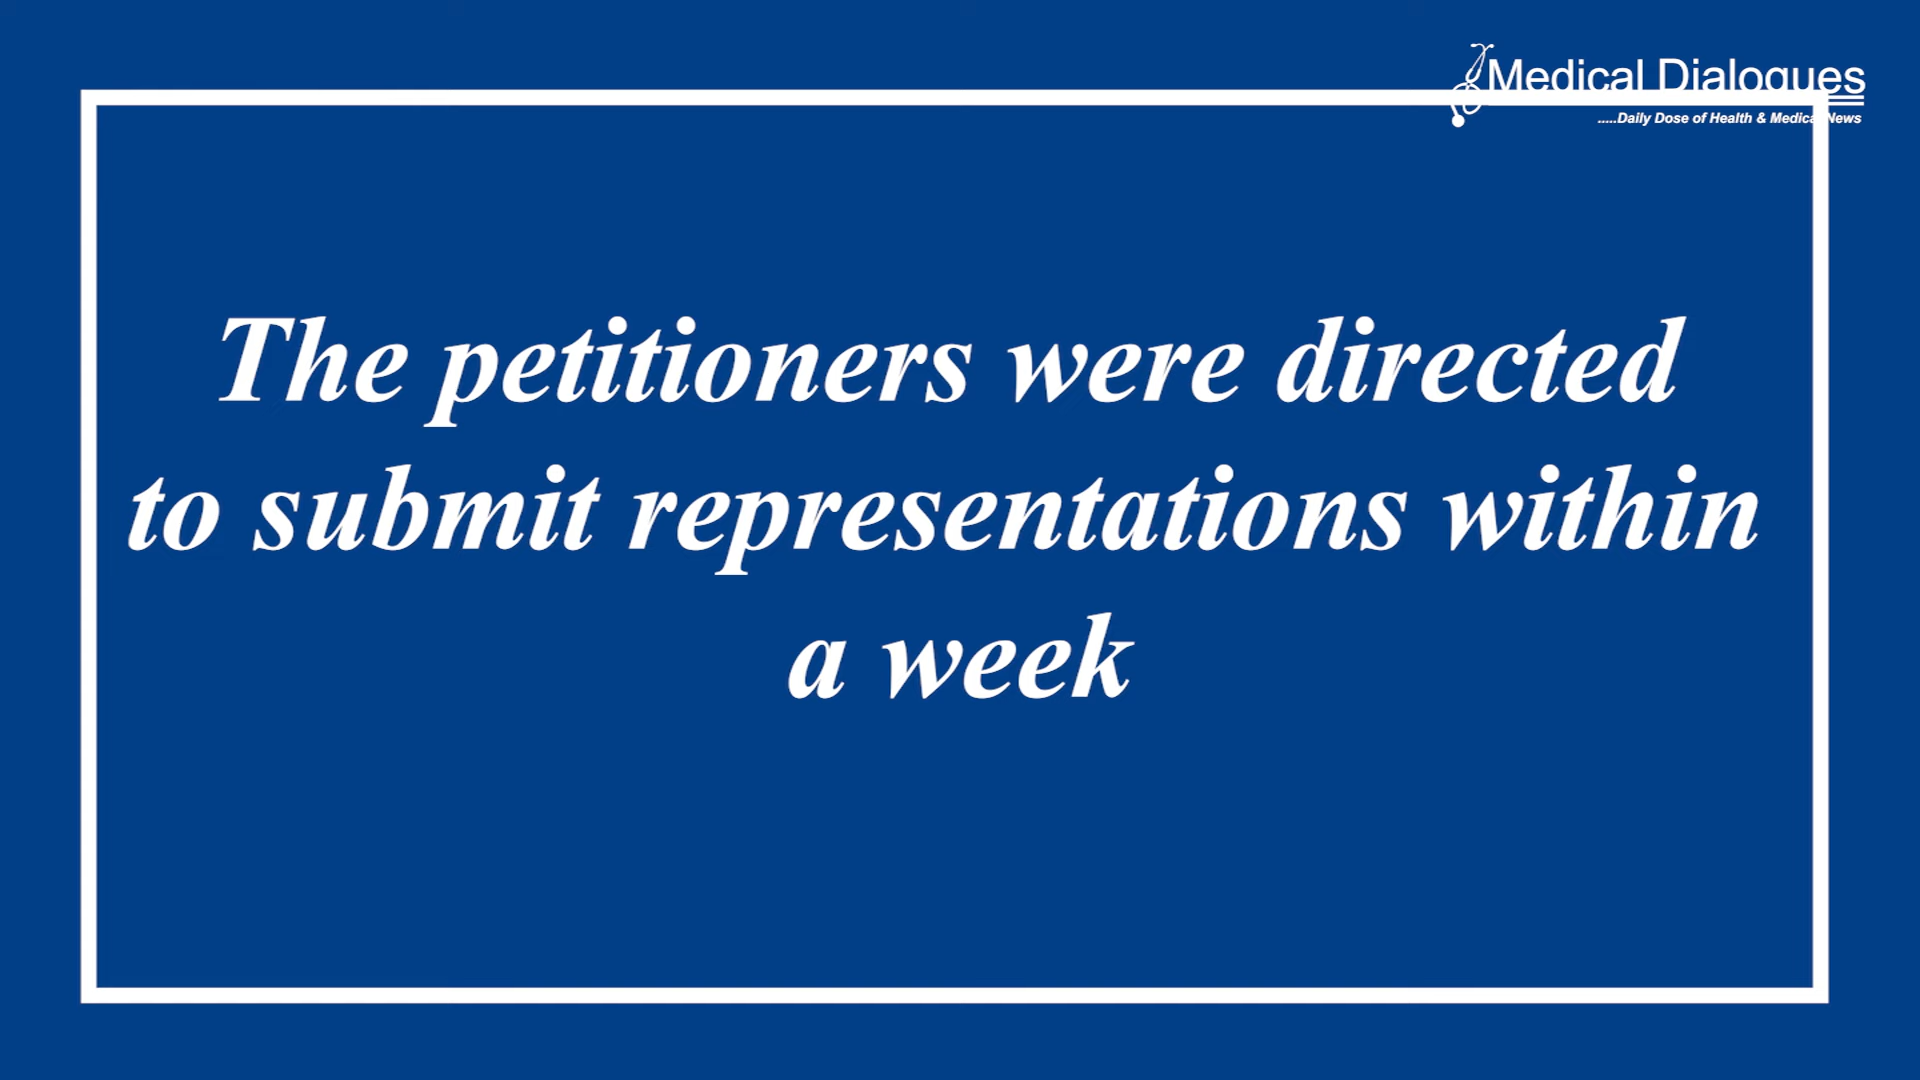 Medical Dialogues
.....Daily Dose of Health & Medical News
The petitioners were directed
to submit representations within
a week